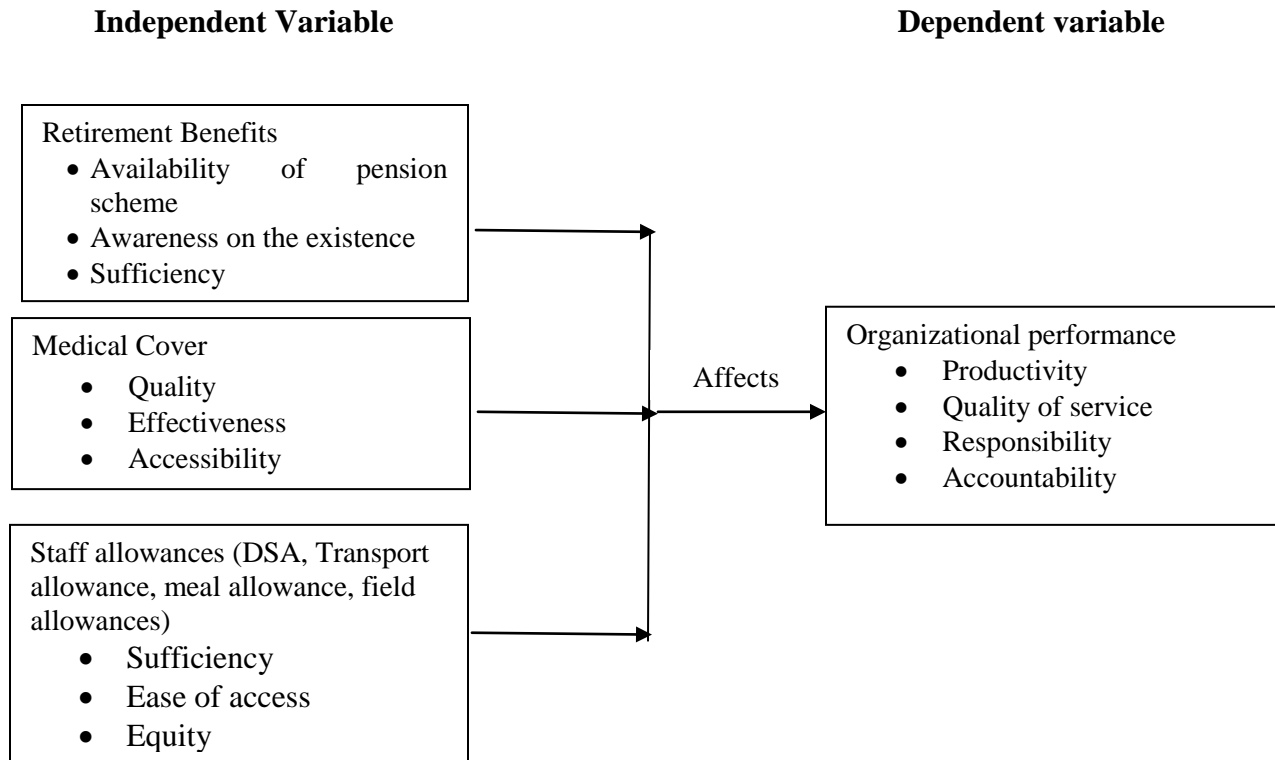 Independent Variable
Dependent variable
Retirement Benefits
• Availability of pension
scheme
• Awareness on the existence
• Sufficiency
Medical Cover
• Quality
• Effectiveness
• Accessibility
Staff allowances (DSA, Transport
allowance, meal allowance, field
allowances)
• Sufficiency
• Ease of access
• Equity
Affects
Organizational performance
• Productivity
• Quality of service
• Responsibility
• Accountability